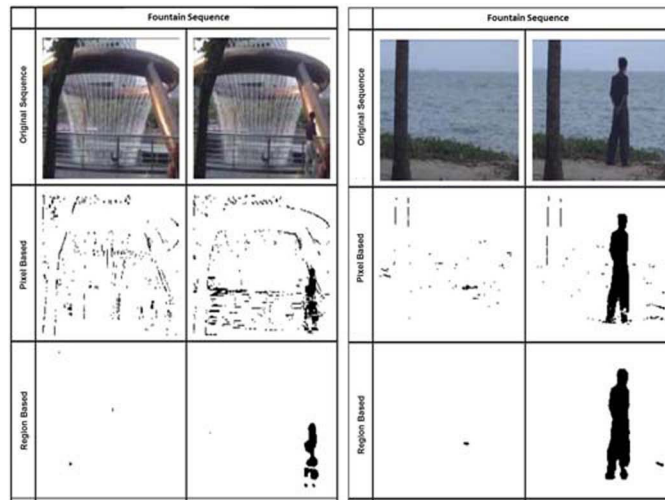 Fountain Sequence
Original Sequence
Pixel Based
Region Based
Fountain Sequence
Original Sequence
Pixel Based
Region Based